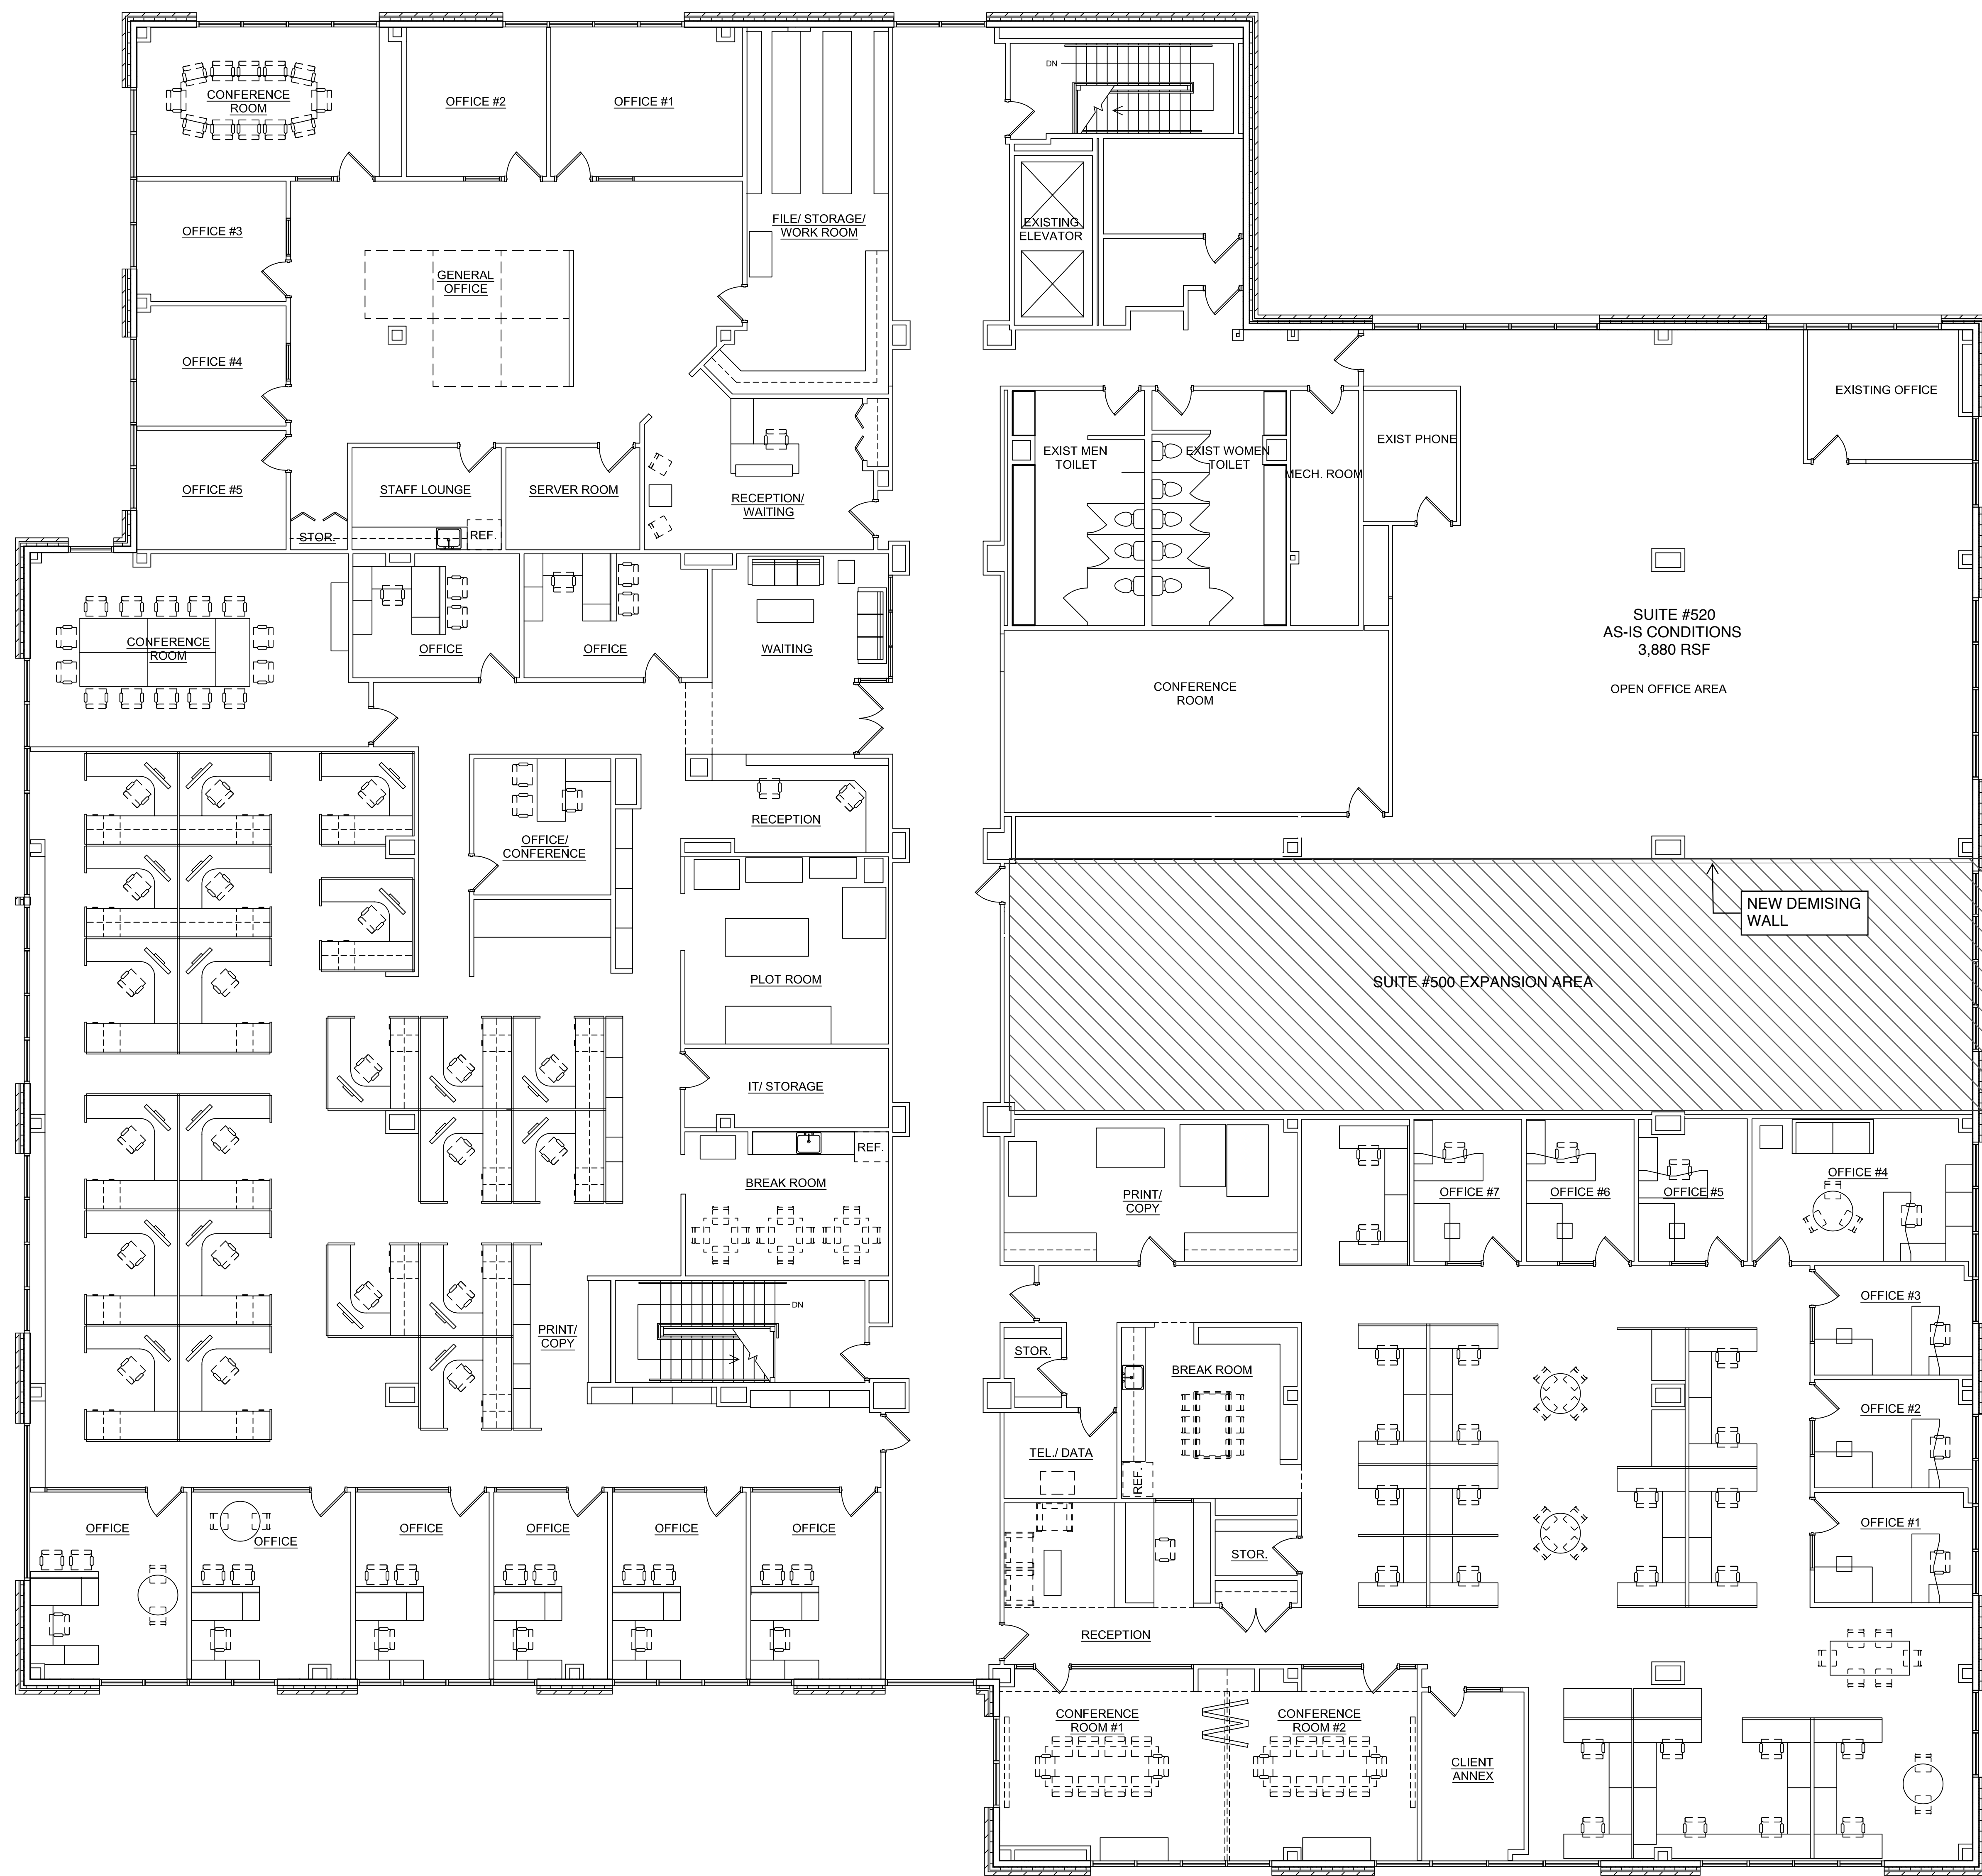 CONFERENCE
ROOM
OFFICE #2
OFFICE #1
DN
FILE/ STORAGE/
WORK ROOM
EXISTING
ELEVATOR
OFFICE #3
GENERAL
OFFICE
OFFICE #4
EXISTING OFFICE
OFFICE #5
STOR.
STAFF LOUNGE
REF.
SERVER ROOM
RECEPTION/
WAITING
EXIST MEN
TOILET
EXIST WOMEN
TOILET
MECH. ROOM
EXIST PHONE
CONFERENCE
ROOM
OFFICE
OFFICE
WAITING
SUITE #520
AS-IS CONDITIONS
3,880 RSF
OPEN OFFICE AREA
CONFERENCE
ROOM
OFFICE/
CONFERENCE
RECEPTION
NEW DEMISING
WALL
PLOT ROOM
SUITE #500 EXPANSION AREA
IT/ STORAGE
REF.
BREAK ROOM
PRINT/
COPY
OFFICE #7
OFFICE #6
OFFICE #5
OFFICE #4
DN
PRINT/
COPY
OFFICE #3
STOR.
BREAK ROOM
OFFICE #2
TEL./ DATA
REF.
OFFICE
OFFICE
OFFICE
OFFICE
OFFICE
OFFICE
OFFICE #1
STOR.
RECEPTION
CONFERENCE
ROOM #1
CONFERENCE
ROOM #2
CLIENT
ANNEX